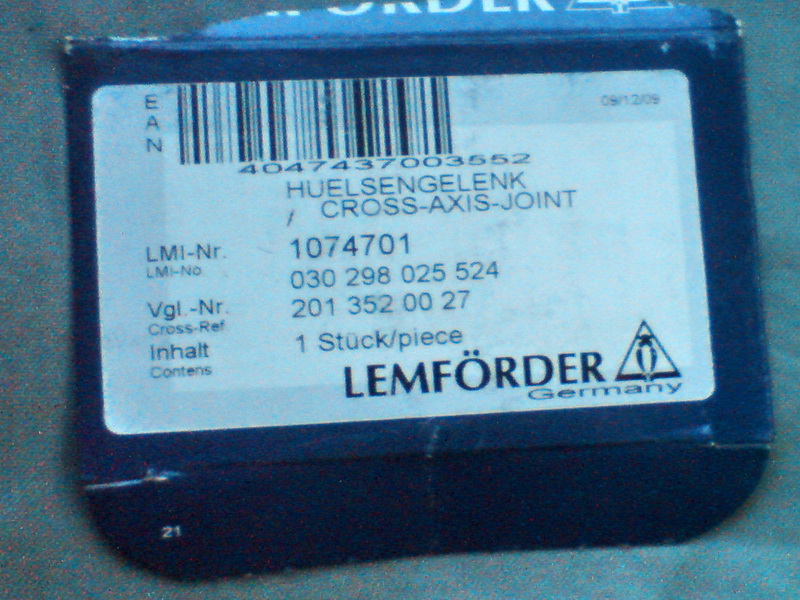 LEMFÖRDER
EAN
09/12/09
4047437003552
HUELSENGELENK
/ CROSS-AXIS-JOINT
LMI-Nr. 1074701
LMI-No. 030 298 025 524
Vgl.-Nr. 201 352 00 27
Cross-Ref
Inhalt 1 Stück/piece
Contens
LEMFÖRDER
Germany
21